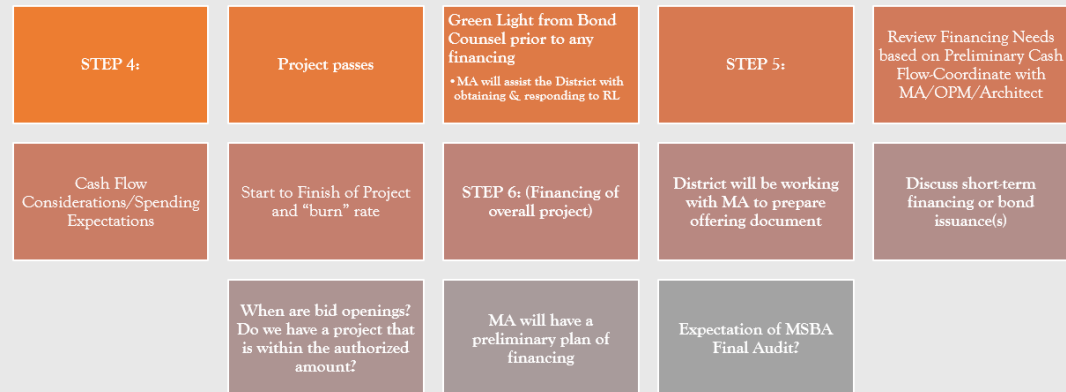 STEP 4:
Project passes
Green Light from Bond
Counsel prior to any
financing
• MA will assist the District with
obtaining & responding to RL
STEP 5:
Review Financing Needs
based on Preliminary Cash
Flow-Coordinate with
MA/OPM/Architect
Cash Flow
Considerations/Spending
Expectations
Start to Finish of Project
and “burn” rate
STEP 6: (Financing of
overall project)
District will be working
with MA to prepare
offering document
Discuss short-term
financing or bond
issuance(s)
When are bid openings?
Do we have a project that
is within the authorized
amount?
MA will have a
preliminary plan of
financing
Expectation of MSBA
Final Audit?